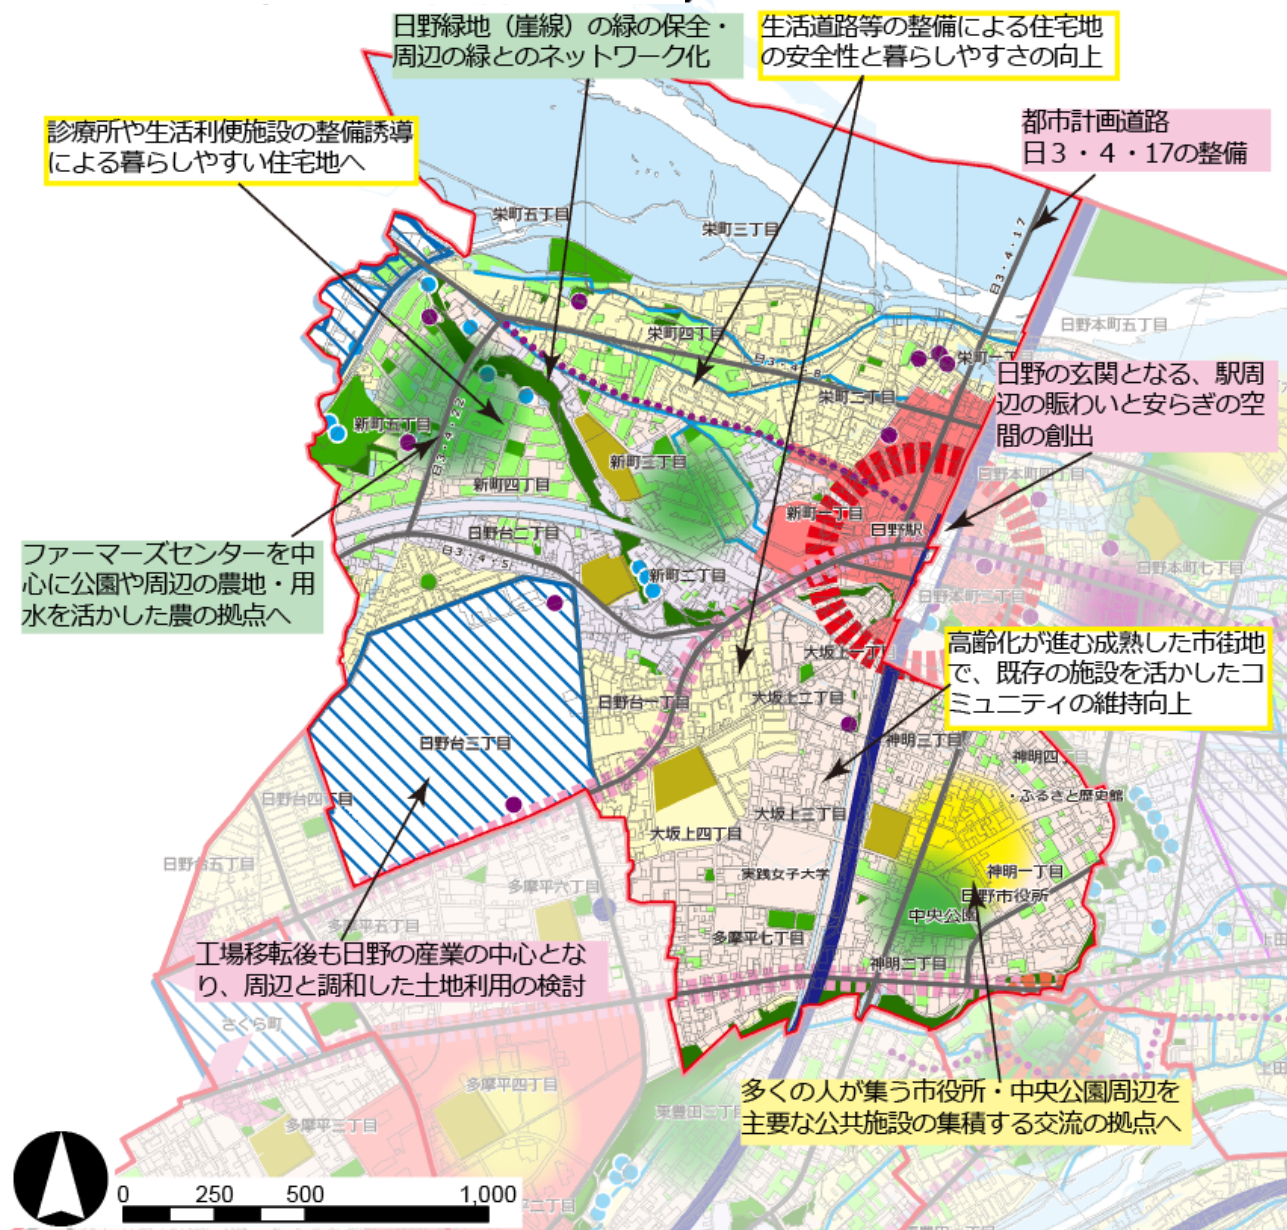 日野緑地（崖線）の緑の保全・
周辺の緑とのネットワーク化
生活道路等の整備による住宅地
の安全性と暮らしやすさの向上
診療所や生活利便施設の整備誘導
による暮らしやすい住宅地へ
都市計画道路
日３・４・17の整備
栄町五丁目
栄町三丁目
日3・4・17
日野本町五丁目
栄町四丁目
日3・4・8
栄町一丁目
栄町二丁目
日野の玄関となる、駅周
辺の賑わいと安らぎの空
間の創出
新町五丁目
日3・4・22
新町三丁目
新町四丁目
日野本町四丁目
新町一丁目
日野駅
日野台二丁目
日3・4・5
新町二丁目
日野本町七丁目
日野本町二丁目
ファーマーズセンターを中
心に公園や周辺の農地・用
水を活かした農の拠点へ
高齢化が進む成熟した市街地
で、既存の施設を活かしたコ
ミュニティの維持向上
大坂上一丁目
大坂上二丁目
日野台一丁目
日野台三丁目
神明三丁目
神明四丁目
日野台四丁目
・ふるさと歴史館
大坂上三丁目
大坂上四丁目
日野台五丁目
実践女子大学
神明一丁目
日野市役所
多摩平六丁目
中央公園
多摩平五丁目
多摩平七丁目
神明二丁目
工場移転後も日野の産業の中心とな
り、周辺と調和した土地利用の検討
さくら町
多摩平四丁目
東豊田二丁目
多摩平三丁目
多くの人が集う市役所・中央公園周辺を
主要な公共施設の集積する交流の拠点へ
0 250 500 1,000